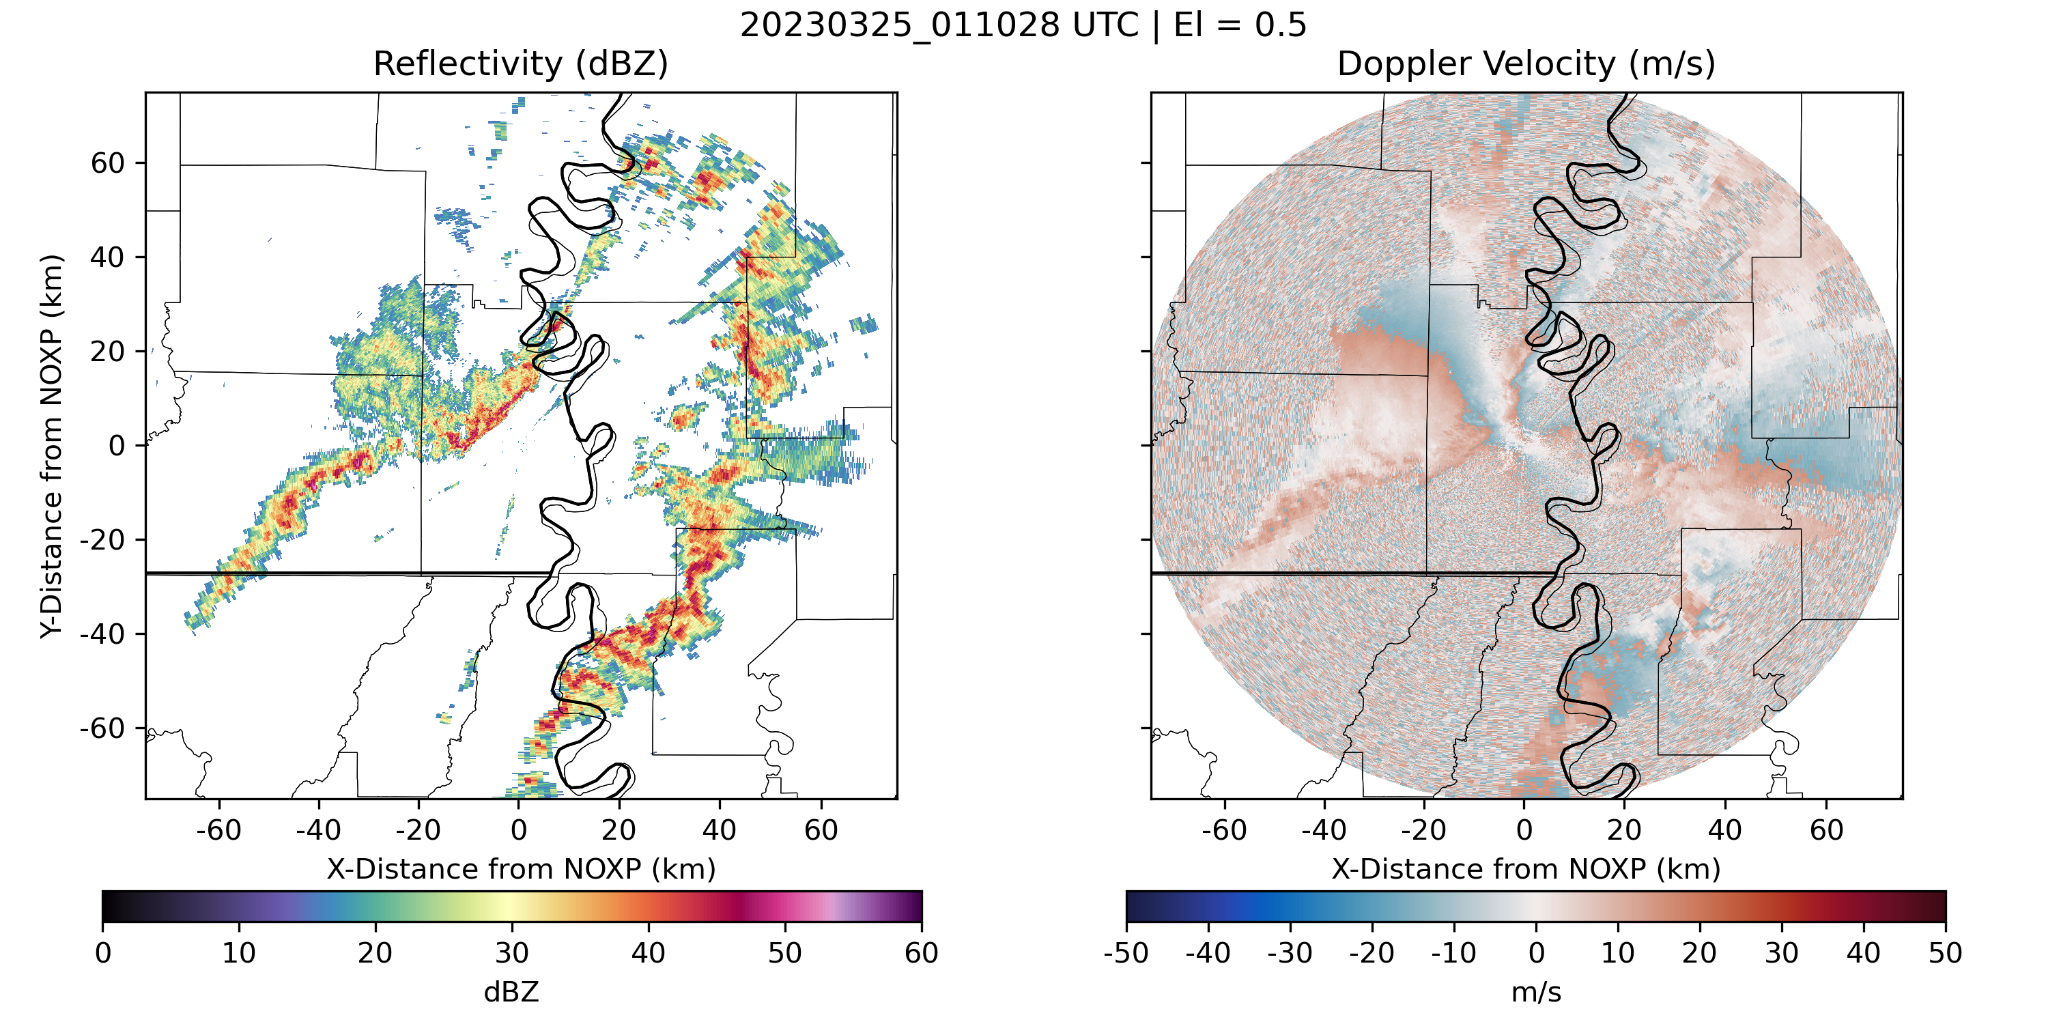 20230325_011028 UTC | El = 0.5
Reflectivity (dBZ)
Doppler Velocity (m/s)
Y-Distance from NOXP (km)
60
40
20
0
-20
-40
-60
-60 -40 -20 0 20 40 60
-60 -40 -20 0 20 40 60
X-Distance from NOXP (km)
X-Distance from NOXP (km)
0 10 20 30 40 50 60
-50 -40 -30 -20 -10 0 10 20 30 40 50
dBZ
m/s